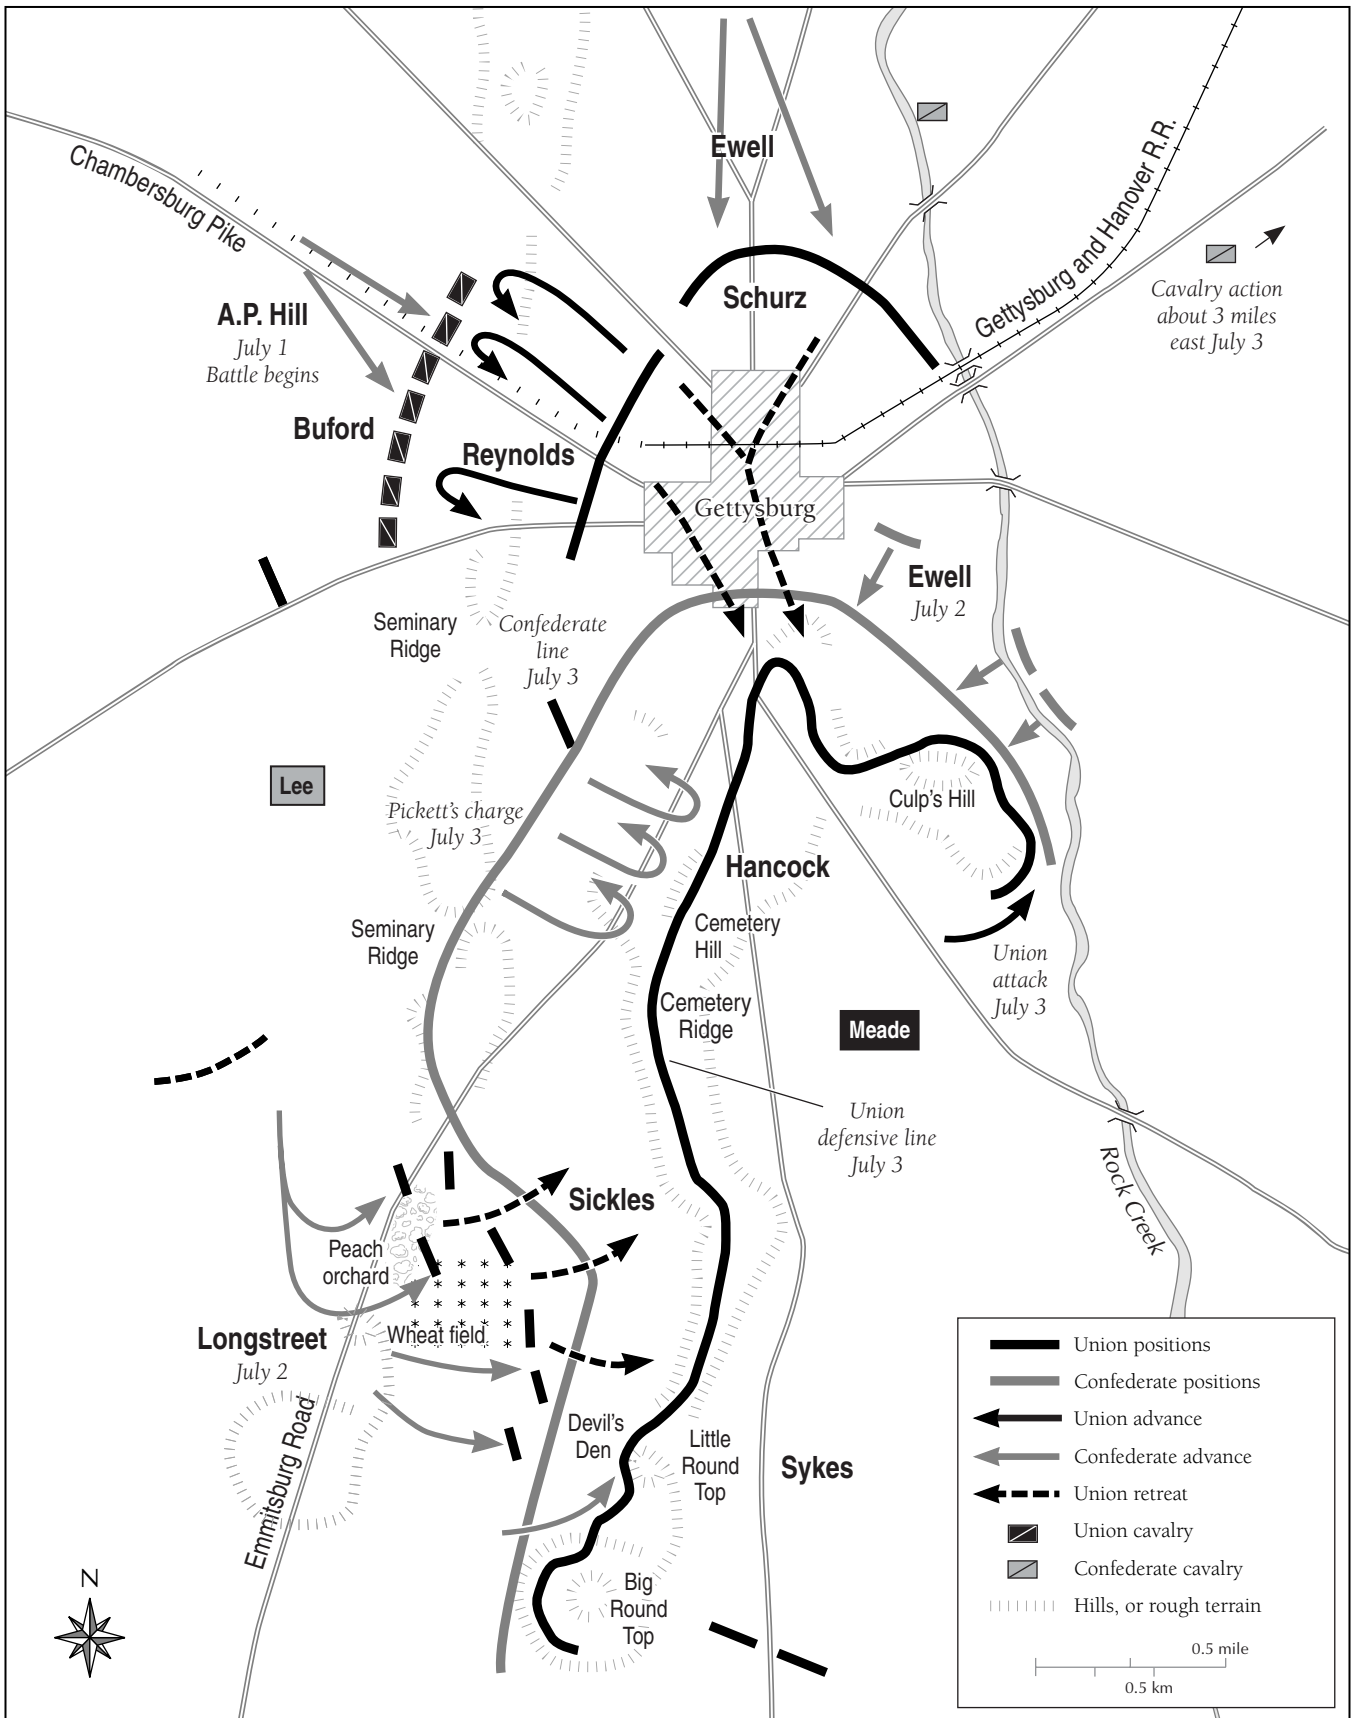 Ewell
Chambersburg Pike
Gettysburg and Hanover R.R.
Cavalry action
about 3 miles
east July 3
Schurz
A.P. Hill
July 1
Battle begins
Buford
Reynolds
Gettysburg
Ewell
July 2
Seminary
Ridge
Confederate
line
July 3
Lee
Pickett's charge
July 3
Culp's Hill
Hancock
Seminary
Ridge
Cemetery
Hill
Union
attack
July 3
Cemetery
Ridge
Meade
Union
defensive line
July 3
Rock Creek
Sickles
Peach
orchard
Wheat field
Longstreet
July 2
Emmitsburg Road
Devil's
Den
Little
Round
Top
Sykes
Big
Round
Top
N
Union positions
Confederate positions
Union advance
Confederate advance
Union retreat
Union cavalry
Confederate cavalry
Hills, or rough terrain
0.5 mile
0.5 km